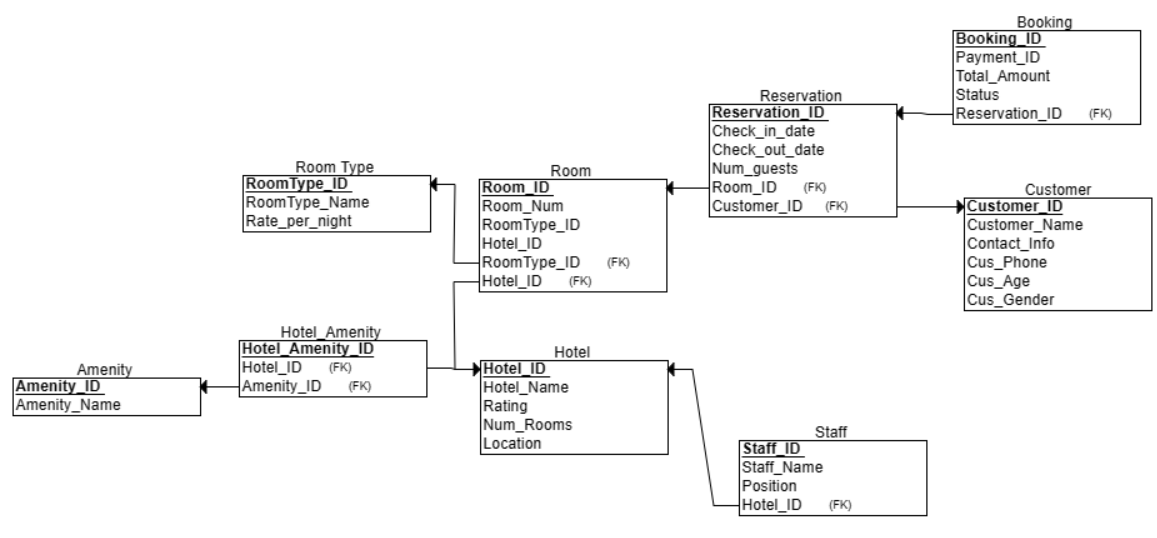 Booking
Booking_ID
Payment_ID
Total_Amount
Status
Reservation_ID (FK)
Reservation
Reservation_ID
Check_in_date
Check_out_date
Num_guests
Room_ID (FK)
Customer_ID (FK)
Room Type
RoomType_ID
RoomType_Name
Rate_per_night
Room
Room_ID
Room_Num
RoomType_ID
Hotel_ID
RoomType_ID (FK)
Hotel_ID (FK)
Customer
Customer_ID
Customer_Name
Contact_Info
Cus_Phone
Cus_Age
Cus_Gender
Hotel_Amenity
Hotel_Amenity_ID
Hotel_ID (FK)
Amenity_ID (FK)
Amenity
Amenity_ID
Amenity_Name
Hotel
Hotel_ID
Hotel_Name
Rating
Num_Rooms
Location
Staff
Staff_ID
Staff_Name
Position
Hotel_ID (FK)